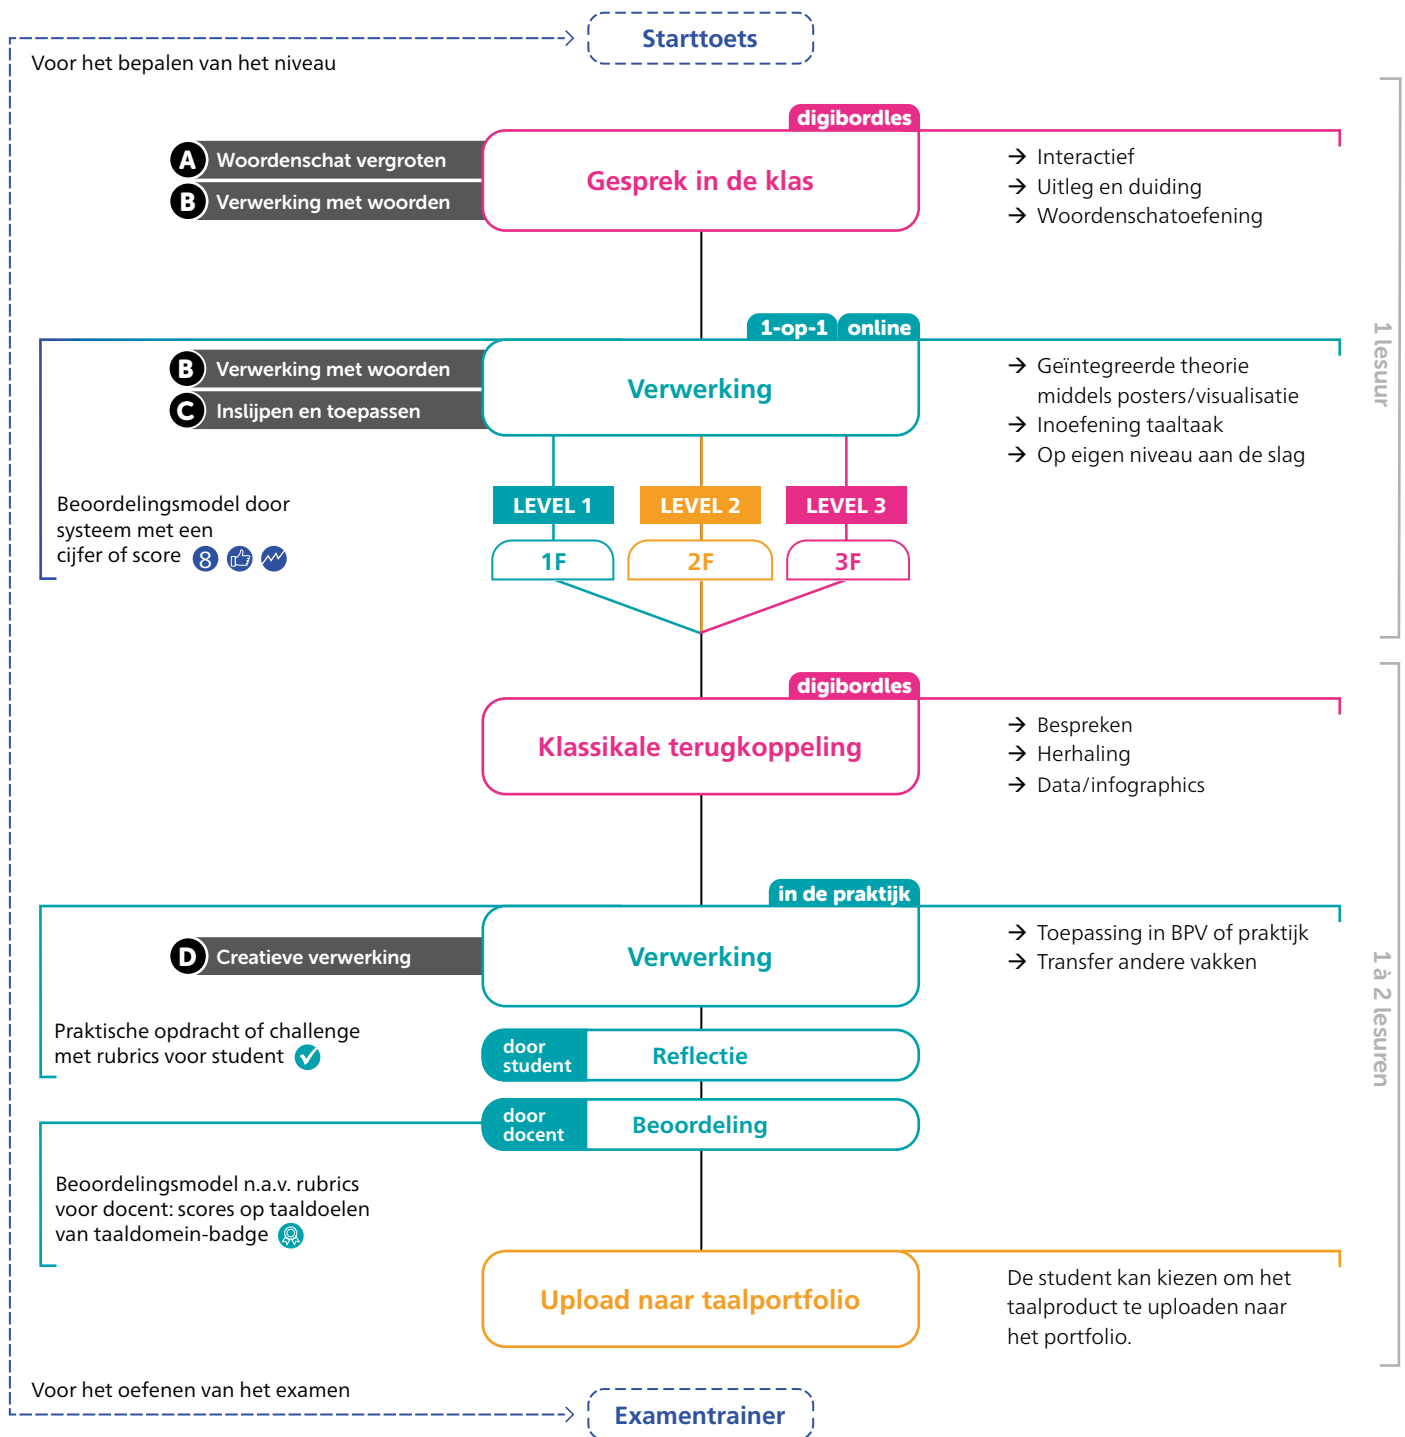 Starttoets
Voor het bepalen van het niveau
digibordles
A Woordenschat vergroten
B Verwerking met woorden
Gesprek in de klas
→ Interactief
→ Uitleg en duiding
→ Woordenschatoefening
1 lesuur
1-op-1 online
B Verwerking met woorden
C Inslijpen en toepassen
Verwerking
→ Geïntegreerde theorie
middels posters/visualisatie
→ Inoefening taaltaak
→ Op eigen niveau aan de slag
Beoordelingsmodel door
systeem met een
cijfer of score 8
LEVEL 1
LEVEL 2
LEVEL 3
1F
2F
3F
digibordles
Klassikale terugkoppeling
→ Bespreken
→ Herhaling
→ Data/infographics
1 à 2 lesuren
in de praktijk
D Creatieve verwerking
Verwerking
→ Toepassing in BPV of praktijk
→ Transfer andere vakken
Praktische opdracht of challenge
met rubrics voor student
door
student
Reflectie
door
docent
Beoordeling
Beoordelingsmodel n.a.v. rubrics
voor docent: scores op taaldoelen
van taaldomein-badge
Upload naar taalportfolio
De student kan kiezen om het
taalproduct te uploaden naar
het portfolio.
Voor het oefenen van het examen
Examentrainer